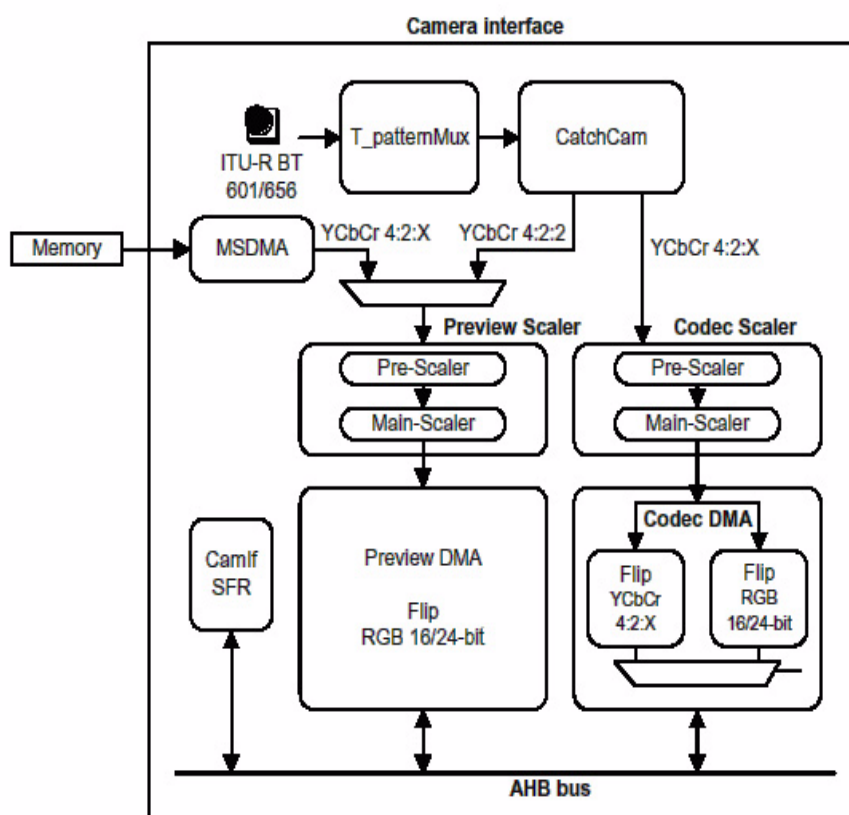 Camera interface
T_patternMux
CatchCam
ITU-R BT
601/656
Memory
MSDMA
YCbCr 4:2:X
YCbCr 4:2:2
YCbCr 4:2:X
Preview Scaler
Codec Scaler
Pre-Scaler
Pre-Scaler
Main-Scaler
Main-Scaler
CamIf
SFR
Preview DMA
Flip
RGB 16/24-bit
Codec DMA
Flip
YCbCr
4:2:X
Flip
RGB
16/24-bit
AHB bus